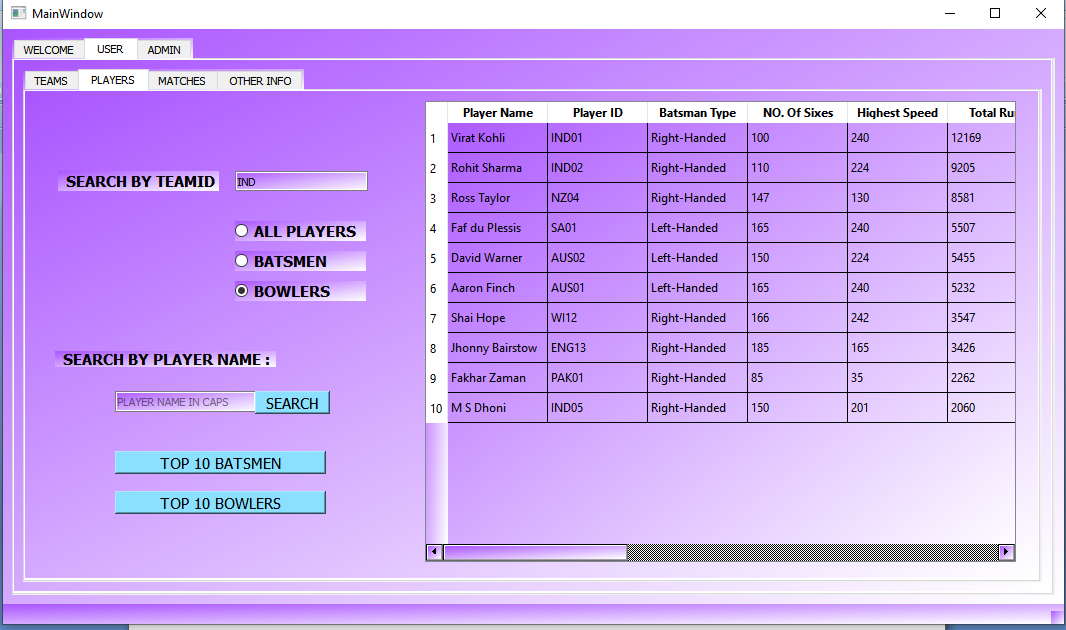 MainWindow
WELCOME USER ADMIN
TEAMS PLAYERS MATCHES OTHER INFO
SEARCH BY TEAMID IND
ALL PLAYERS
BATSMEN
BOWLERS
SEARCH BY PLAYER NAME :
PLAYER NAME IN CAPS SEARCH
TOP 10 BATSMEN
TOP 10 BOWLERS
Player Name Player ID Batsman Type NO. Of Sixes Highest Speed Total Ru
1 Virat Kohli IND01 Right-Handed 100 240 12169
2 Rohit Sharma IND02 Right-Handed 110 224 9205
3 Ross Taylor NZ04 Right-Handed 147 130 8581
4 Faf du Plessis SA01 Left-Handed 165 240 5507
5 David Warner AUS02 Left-Handed 150 224 5455
6 Aaron Finch AUS01 Left-Handed 165 240 5232
7 Shai Hope WI12 Right-Handed 166 242 3547
8 Jhonny Bairstow ENG13 Right-Handed 185 165 3426
9 Fakhar Zaman PAK01 Right-Handed 85 35 2262
10 M S Dhoni IND05 Right-Handed 150 201 2060